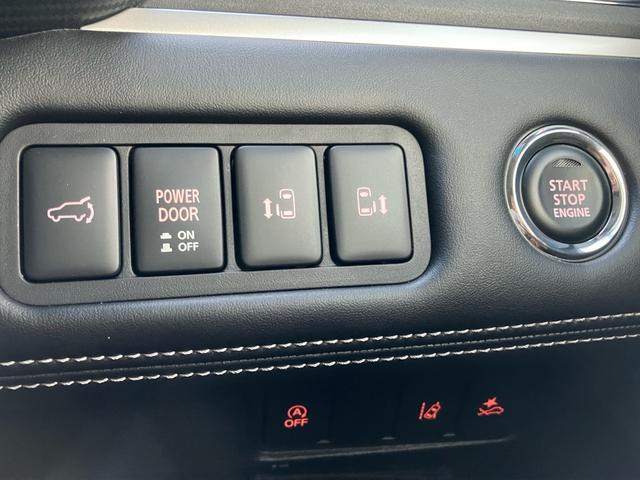 POWER
DOOR
ON
OFF
START
STOP
ENGINE
A
OFF